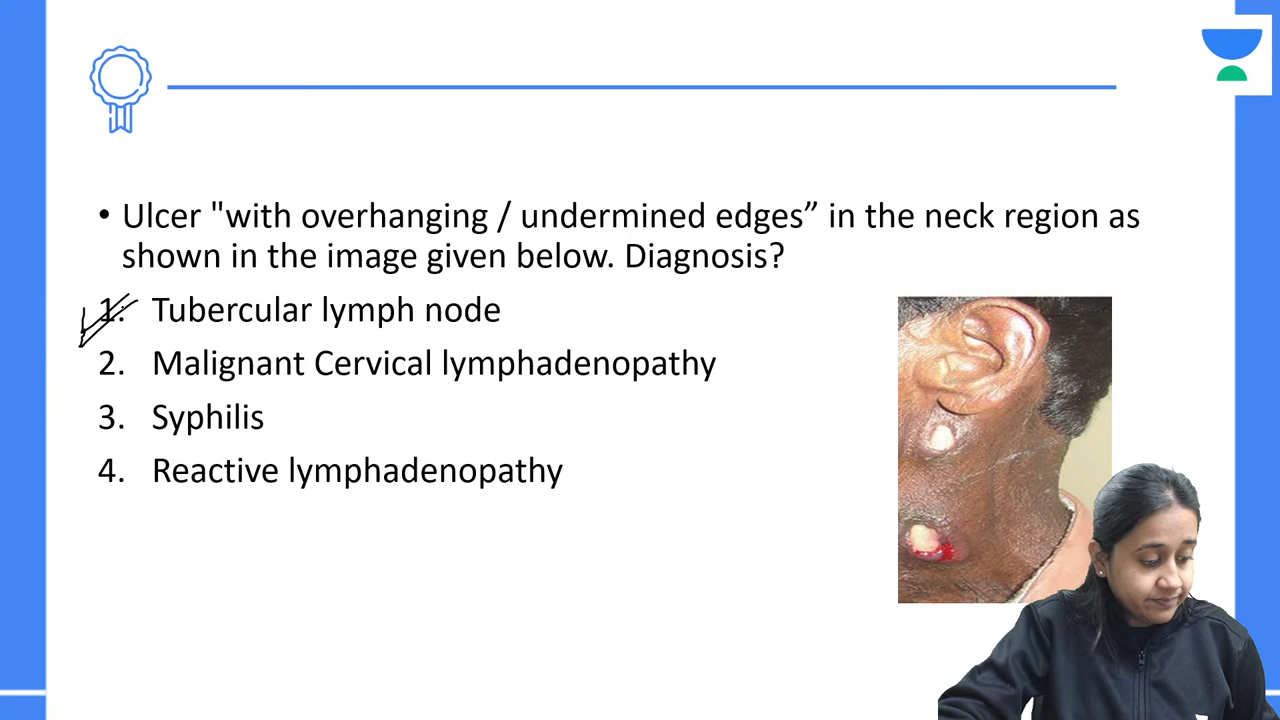 • Ulcer "with overhanging / undermined edges” in the neck region as
shown in the image given below. Diagnosis?
1. Tubercular lymph node
2. Malignant Cervical lymphadenopathy
3. Syphilis
4. Reactive lymphadenopathy